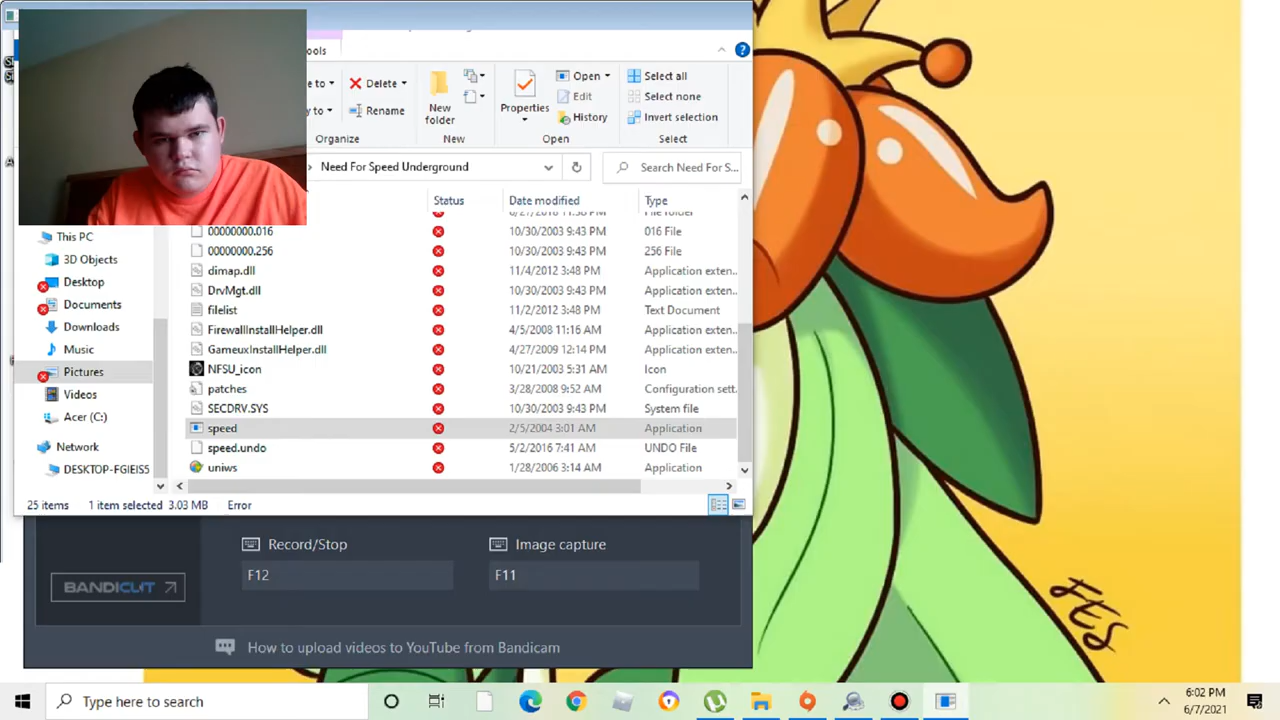 ools
Delete
Rename
New folder
Properties
Open
Edit
History
Select all
Select none
Invert selection
Organize
New
Open
Select
Need For Speed Underground
Search Need For S...
Status
Date modified
Type
00000000.016 10/30/2003 9:43 PM 016 File
00000000.256 10/30/2003 9:43 PM 256 File
dimap.dll 11/4/2012 3:48 PM Application exten...
DrvMgt.dll 10/30/2003 9:43 PM Application exten...
filelist 11/2/2012 3:48 PM Text Document
FirewallInstallHelper.dll 4/5/2008 11:16 AM Application exten...
GameuxInstallHelper.dll 4/27/2009 12:14 PM Application exten...
NFSU_icon 10/21/2003 5:31 AM Icon
patches 3/28/2008 9:52 AM Configuration sett...
SECDRV.SYS 10/30/2003 9:43 PM System file
speed 2/5/2004 3:01 AM Application
speed.undo 5/2/2016 7:41 AM UNDO File
uniws 1/28/2006 3:14 AM Application
This PC
3D Objects
Desktop
Documents
Downloads
Music
Pictures
Videos
Acer (C:)
Network
DESKTOP-FGIEIS5
25 items 1 item selected 3.03 MB Error
Record/Stop
F12
Image capture
F11
BANDICUT
How to upload videos to YouTube from Bandicam
FES
Type here to search
6:02 PM
6/7/2021